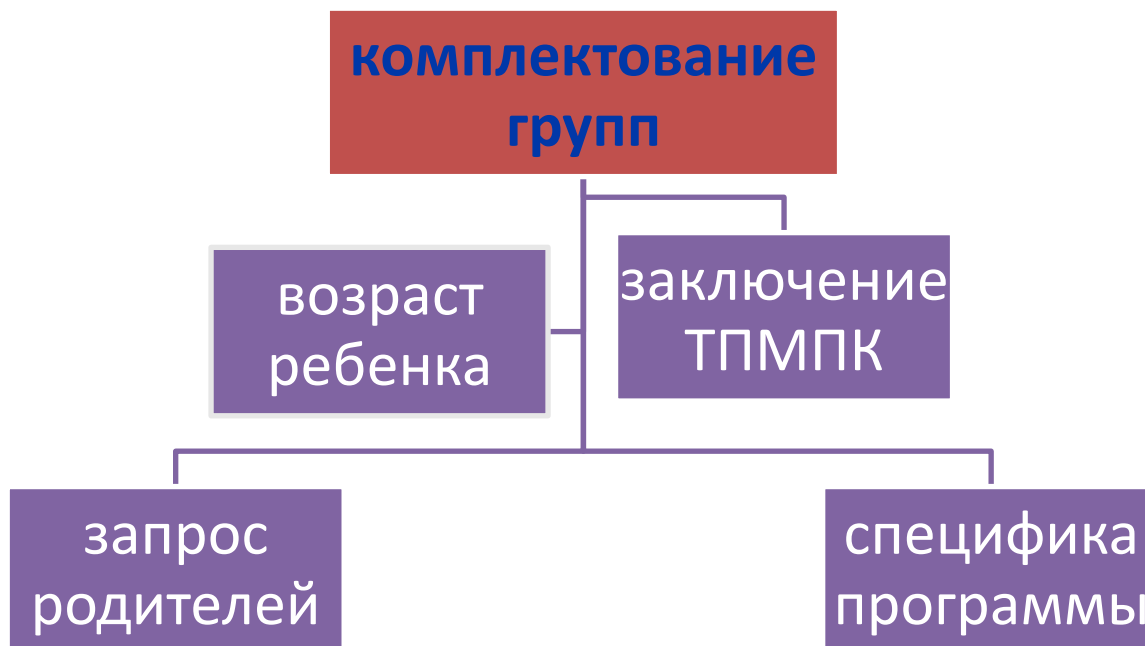 комплектование
групп
возраст
ребенка
заключение
ТПМПК
запрос
родителей
специфика
программы